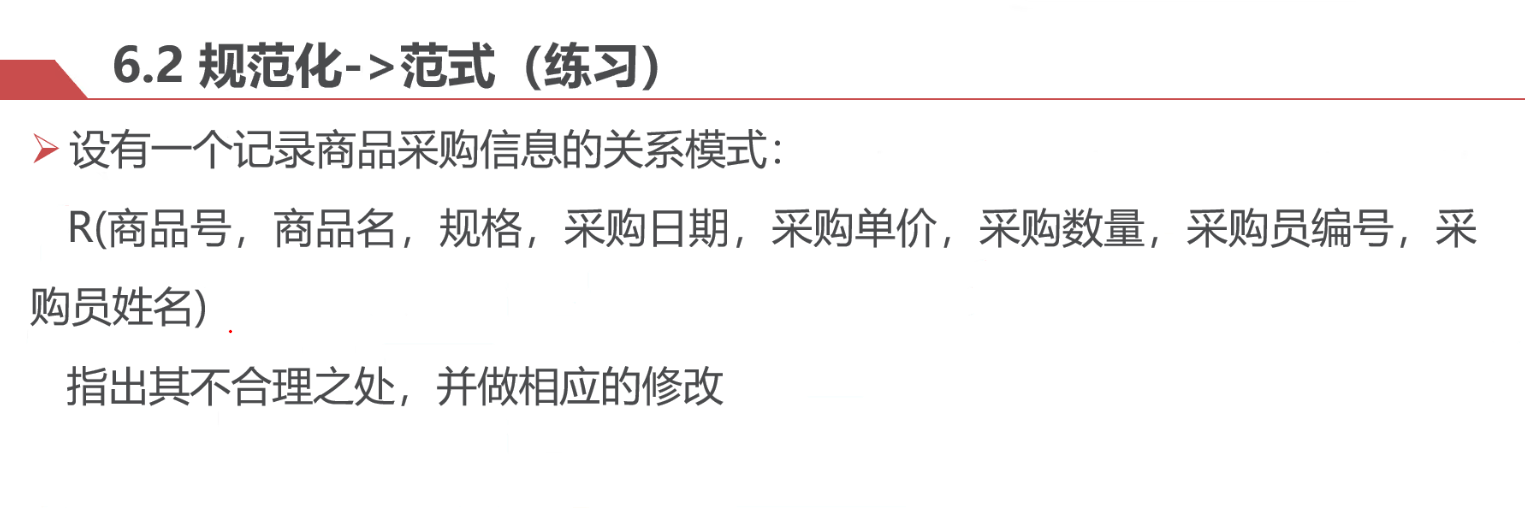 6.2 规范化->范式（练习）
设有一个记录商品采购信息的关系模式：
R(商品号，商品名，规格，采购日期，采购单价，采购数量，采购员编号，采
购员姓名)
指出其不合理之处，并做相应的修改